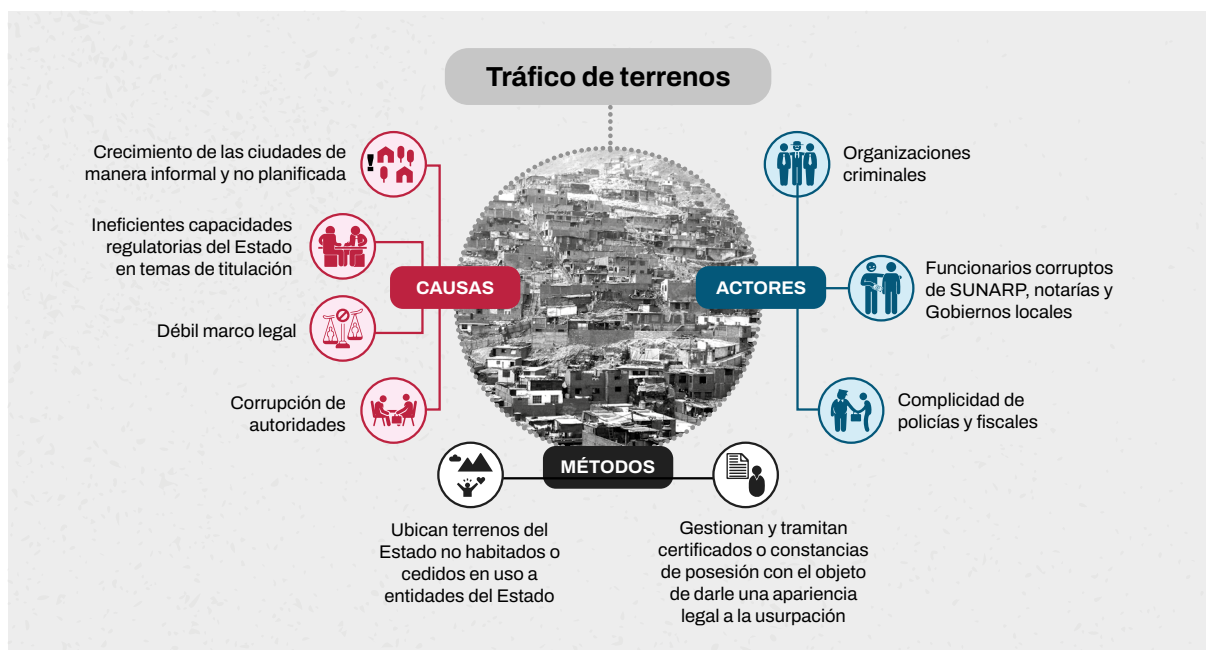 Tráfico de terrenos
CAUSAS
Crecimiento de las ciudades de
manera informal y no planificada
Ineficientes capacidades
regulatorias del Estado
en temas de titulación
Débil marco legal
Corrupción de
autoridades
ACTORES
Organizaciones
criminales
Funcionarios corruptos
de SUNARP, notarías y
Gobiernos locales
Complicidad de
policías y fiscales
MÉTODOS
Ubican terrenos del
Estado no habitados o
cedidos en uso a
entidades del Estado
Gestionan y tramitan
certificados o constancias
de posesión con el objeto
de darle una apariencia
legal a la usurpación